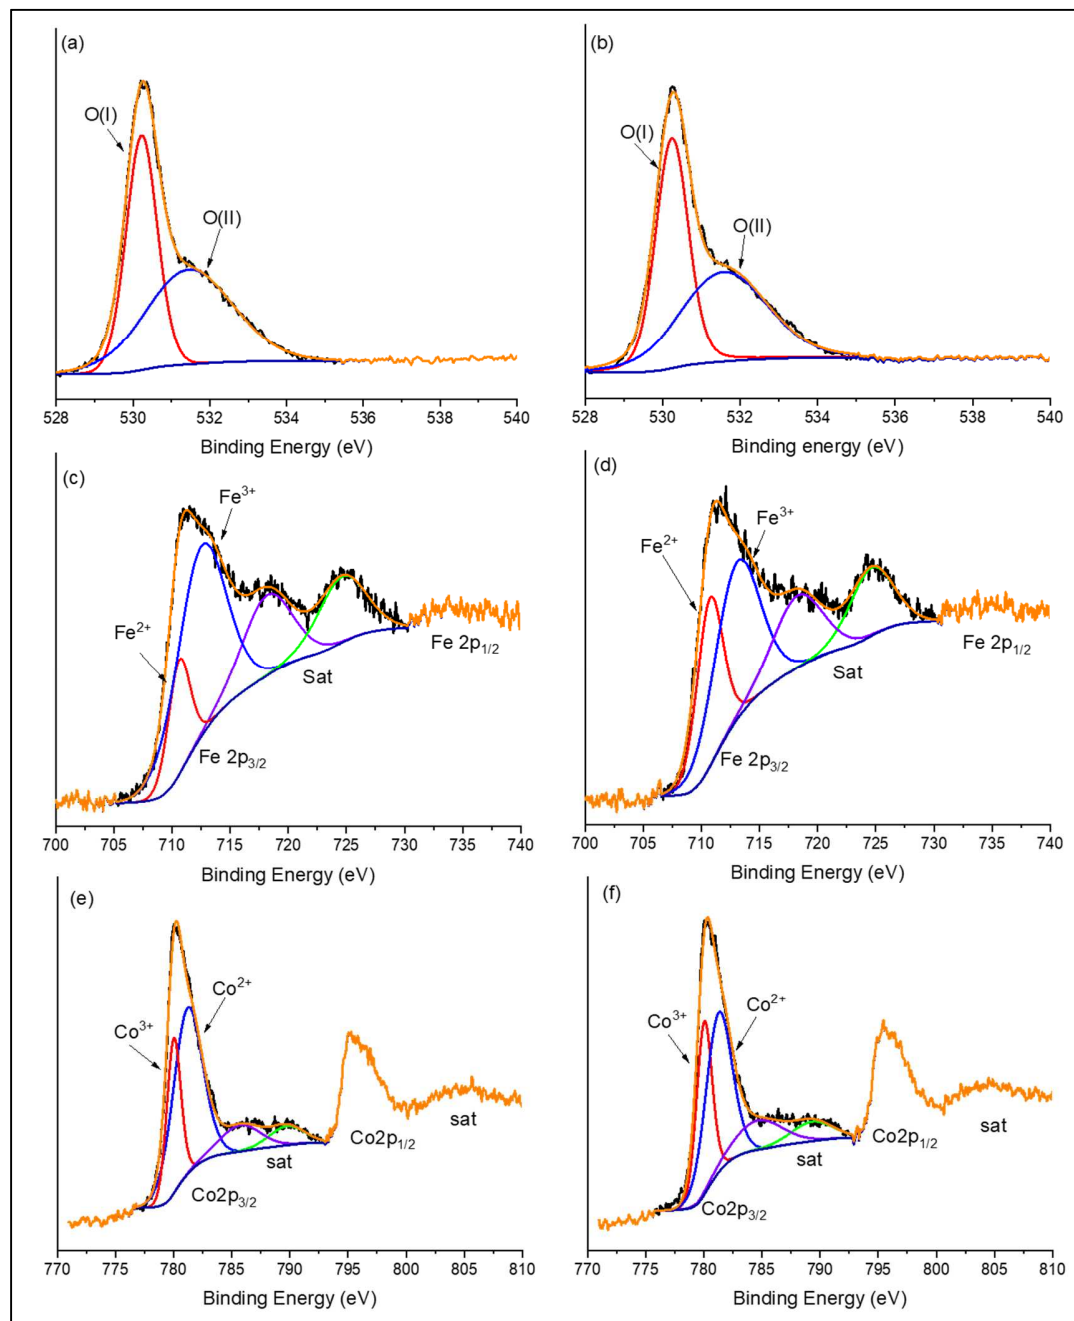 (a)
O(I)
O(II)
528 530 532 534 536 538 540
Binding Energy (eV)
(b)
O(I)
O(II)
528 530 532 534 536 538 540
Binding energy (eV)
(c)
Fe³⁺
Fe²⁺
Sat
Fe 2p₁/₂
Fe 2p₃/₂
700 705 710 715 720 725 730 735 740
Binding Energy (eV)
(d)
Fe³⁺
Fe²⁺
Sat
Fe 2p₁/₂
Fe 2p₃/₂
700 705 710 715 720 725 730 735 740
Binding Energy (eV)
(e)
Co²⁺
Co³⁺
sat
Co2p₁/₂
sat
Co2p₃/₂
770 775 780 785 790 795 800 805 810
Binding Energy (eV)
(f)
Co²⁺
Co³⁺
sat
Co2p₁/₂
sat
Co2p₃/₂
770 775 780 785 790 795 800 805 810
Binding Energy (eV)